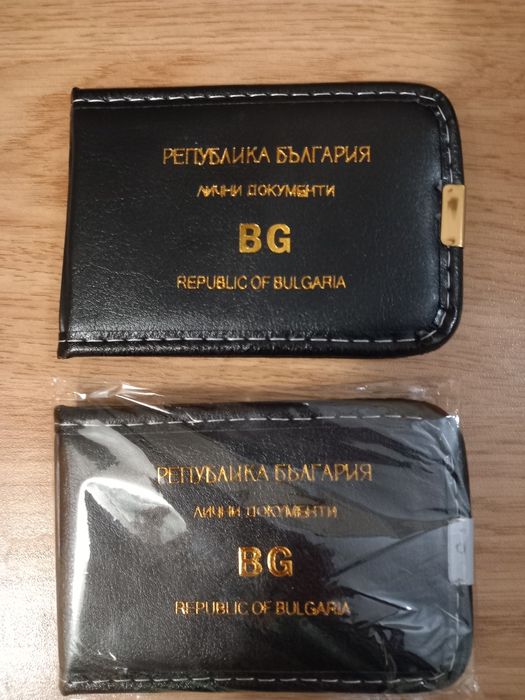 РЕПУБЛИКА БЪЛГАРИЯ
ЛИЧНИ ДОКУМЕНТИ
BG
REPUBLIC OF BULGARIA
РЕПУБЛИКА БЪЛГАРИЯ
ЛИЧНИ ДОКУМЕНТИ
BG
REPUBLIC OF BULGARIA